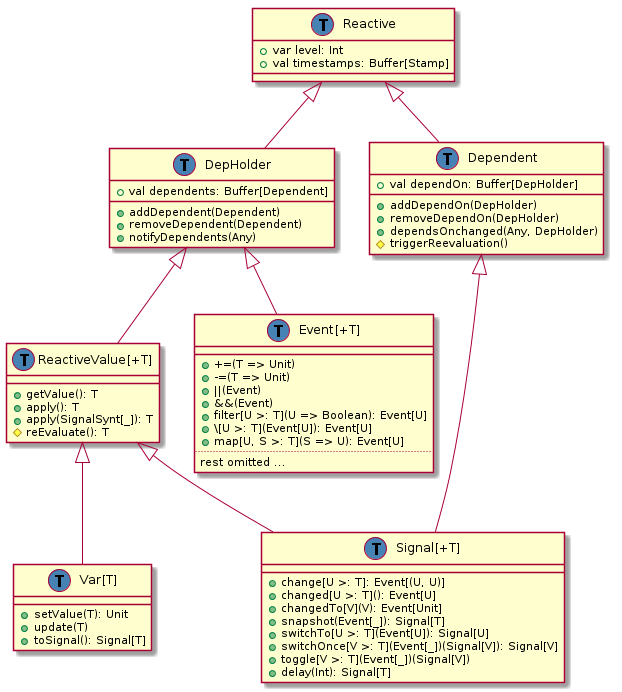 T Reactive
var level: Int
val timestamps: Buffer[Stamp]
T DepHolder
val dependents: Buffer[Dependent]
addDependent(Dependent)
removeDependent(Dependent)
notifyDependents(Any)
T Dependent
val dependOn: Buffer[DepHolder]
addDependOn(DepHolder)
removeDependOn(DepHolder)
dependsOnchanged(Any, DepHolder)
triggerReevaluation()
T ReactiveValue[+T]
getValue(): T
apply(): T
apply(SignalSynt[_]): T
reEvaluate(): T
T Event[+T]
+=(T => Unit)
-=(T => Unit)
||(Event)
&&(Event)
filter[U >: T](U => Boolean): Event[U]
\[U >: T](Event[U]): Event[U]
map[U, S >: T](S => U): Event[U]
rest omitted ...
T Var[T]
setValue(T): Unit
update(T)
toSignal(): Signal[T]
T Signal[+T]
change[U >: T]: Event[(U, U)]
changed[U >: T](): Event[U]
changedTo[V](V): Event[Unit]
snapshot(Event[_]): Signal[T]
switchTo[U >: T](Event[U]): Signal[U]
switchOnce[V >: T](Event[_])(Signal[V]): Signal[V]
toggle[V >: T](Event[_])(Signal[V])
delay(Int): Signal[T]